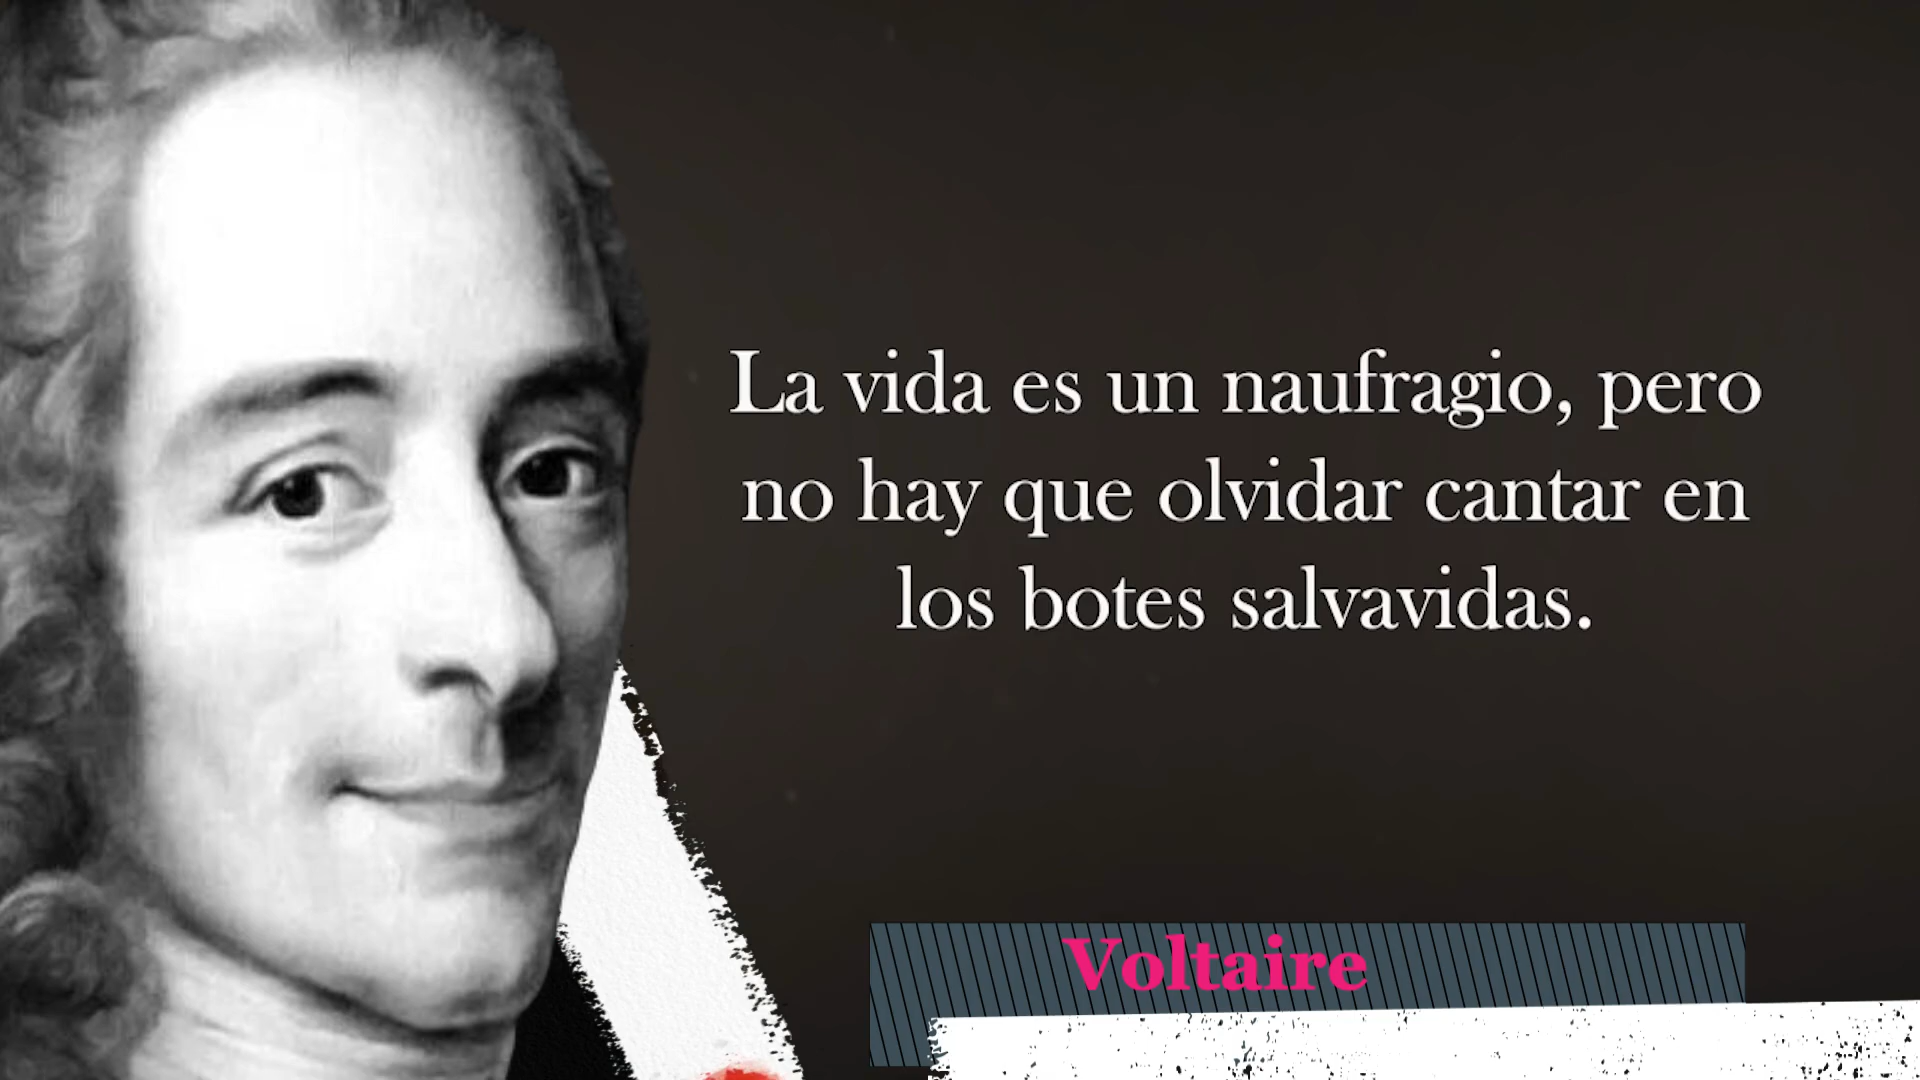 La vida es un naufragio, pero
no hay que olvidar cantar en
los botes salvavidas.
Voltaire